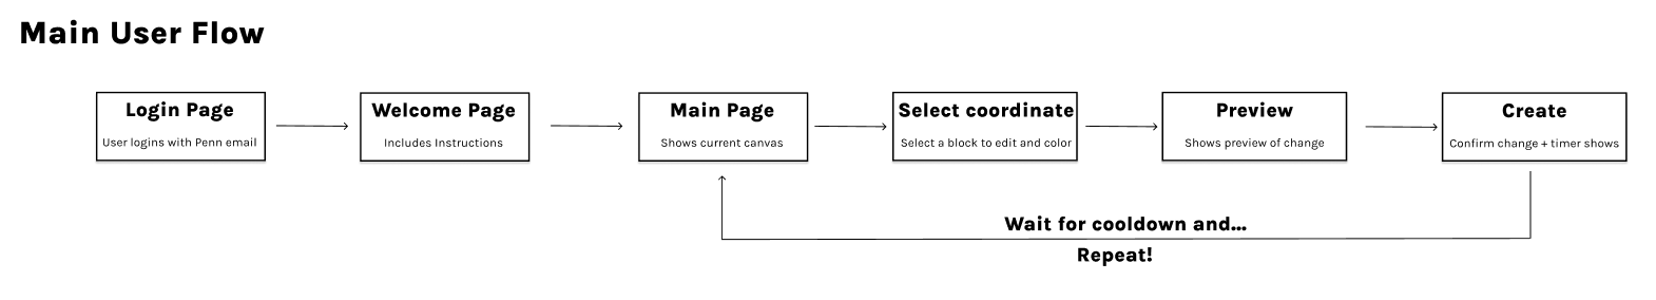 Main User Flow
Login Page
User logins with Penn email
Welcome Page
Includes Instructions
Main Page
Shows current canvas
Select coordinate
Select a block to edit and color
Preview
Shows preview of change
Create
Confirm change + timer shows
Wait for cooldown and...
Repeat!